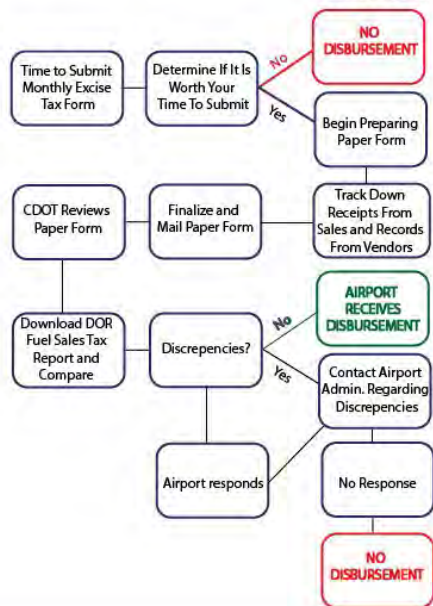 NO
DISBURSEMENT
Time to Submit
Monthly Excise
Tax Form
Determine If It Is
Worth Your
Time To Submit
No
Yes
Begin Preparing
Paper Form
CDOT Reviews
Paper Form
Finalize and
Mail Paper Form
Track Down
Receipts From
Sales and Records
From Vendors
Download DOR
Fuel Sales Tax
Report and
Compare
Discrepencies?
No
AIRPORT
RECEIVES
DISBURSEMENT
Yes
Contact Airport
Admin. Regarding
Discrepencies
Airport responds
No Response
NO
DISBURSEMENT